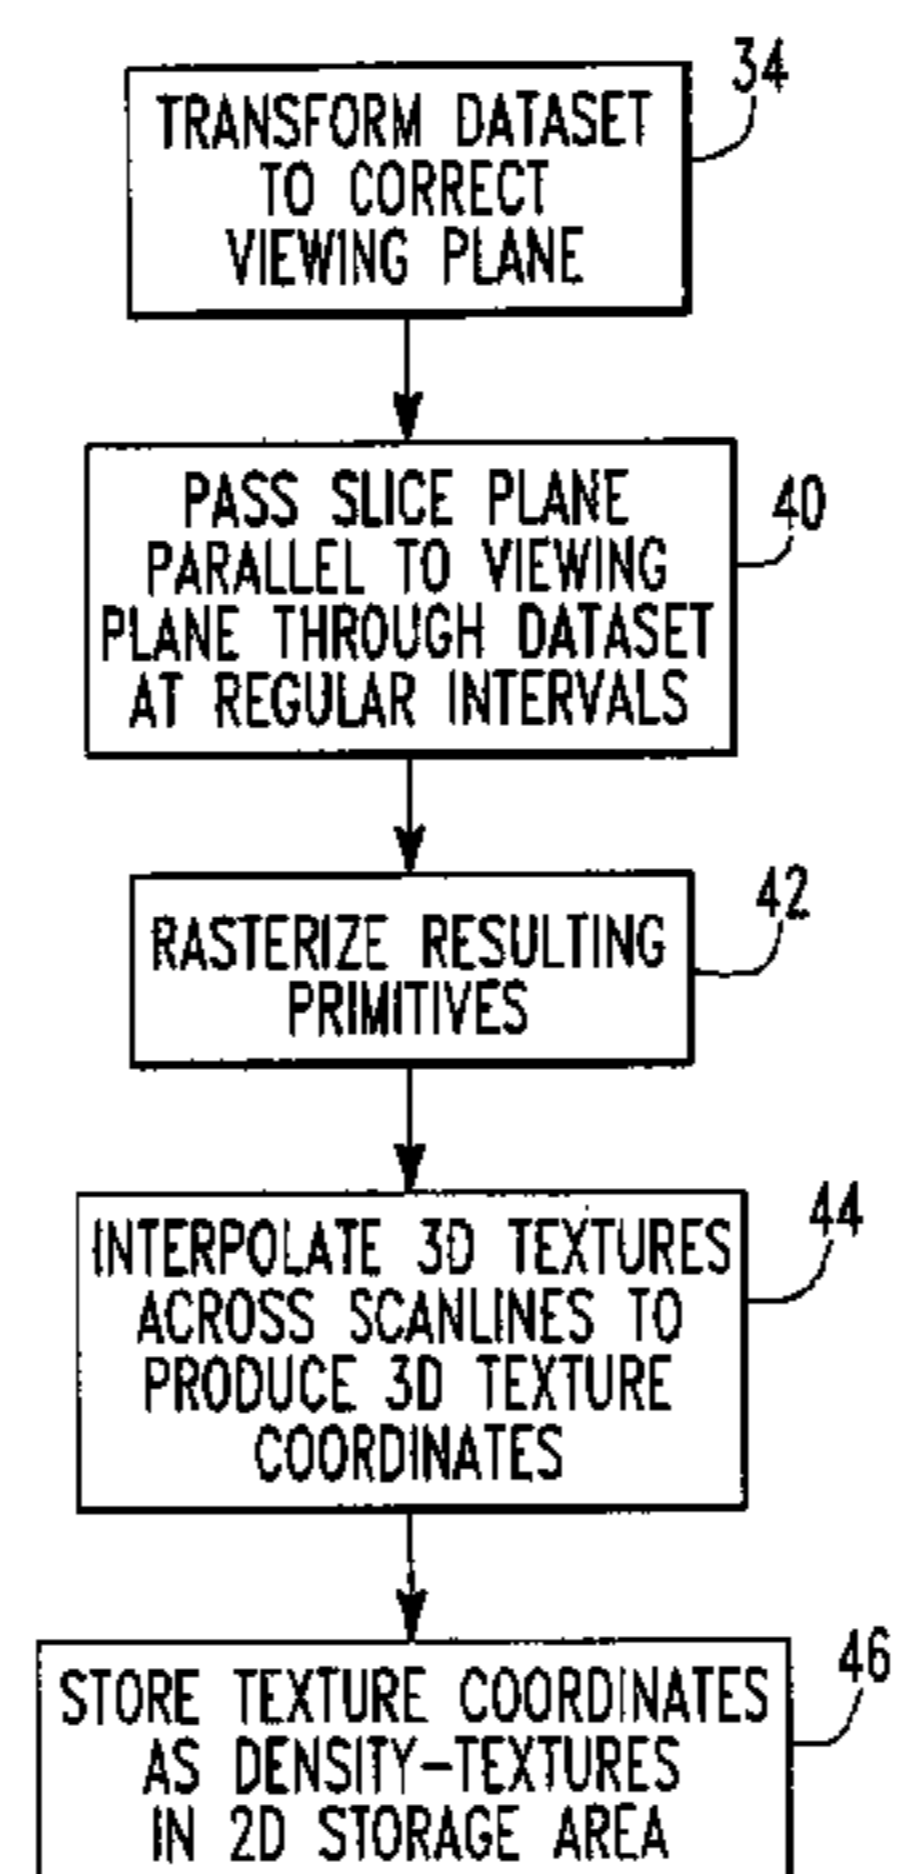 34
TRANSFORM DATASET
TO CORRECT
VIEWING PLANE
40
PASS SLICE PLANE
PARALLEL TO VIEWING
PLANE THROUGH DATASET
AT REGULAR INTERVALS
42
RASTERIZE RESULTING
PRIMITIVES
44
INTERPOLATE 3D TEXTURES
ACROSS SCANLINES TO
PRODUCE 3D TEXTURE
COORDINATES
46
STORE TEXTURE COORDINATES
AS DENSITY-TEXTURES
IN 2D STORAGE AREA